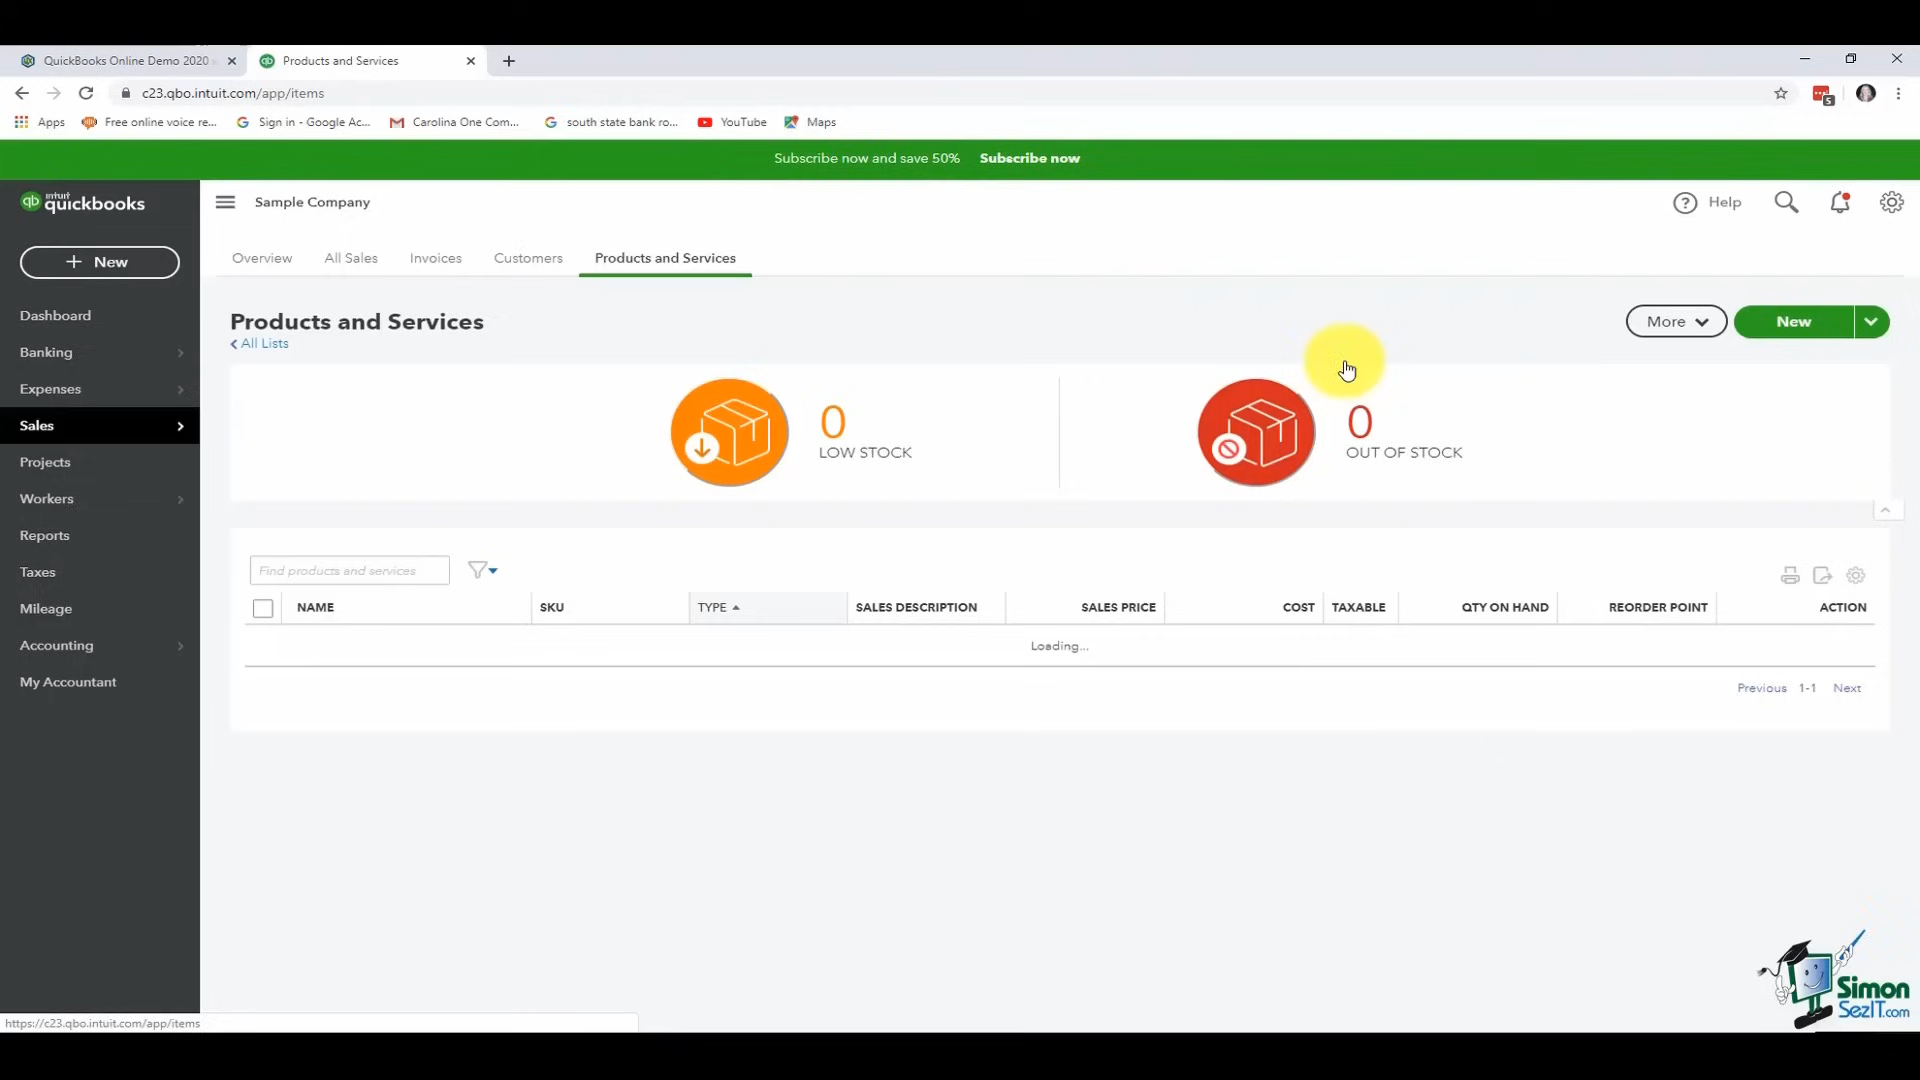 QuickBooks Online Demo 2020
Products and Services
c23.qbo.intuit.com/app/items
5
Apps
Free online voice re...
Sign in - Google Ac...
Carolina One Com...
south state bank ro...
YouTube
Maps
Subscribe now and save 50% Subscribe now
qb intuit quickbooks
Sample Company
? Help
+ New
Overview
All Sales
Invoices
Customers
Products and Services
Dashboard
Banking
Expenses
Sales
Projects
Workers
Reports
Taxes
Mileage
Accounting
My Accountant
Products and Services
All Lists
More
New
0
LOW STOCK
0
OUT OF STOCK
Find products and services
NAME SKU TYPE SALES DESCRIPTION SALES PRICE COST TAXABLE QTY ON HAND REORDER POINT ACTION
Loading...
Previous 1-1 Next
https://c23.qbo.intuit.com/app/items
Simon
SezIT.com